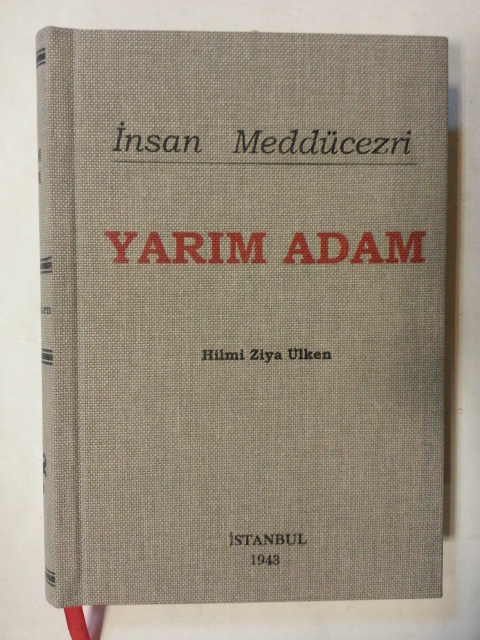 İnsan Meddücezri
YARIM ADAM
Hilmi Ziya Ülken
İSTANBUL
1943